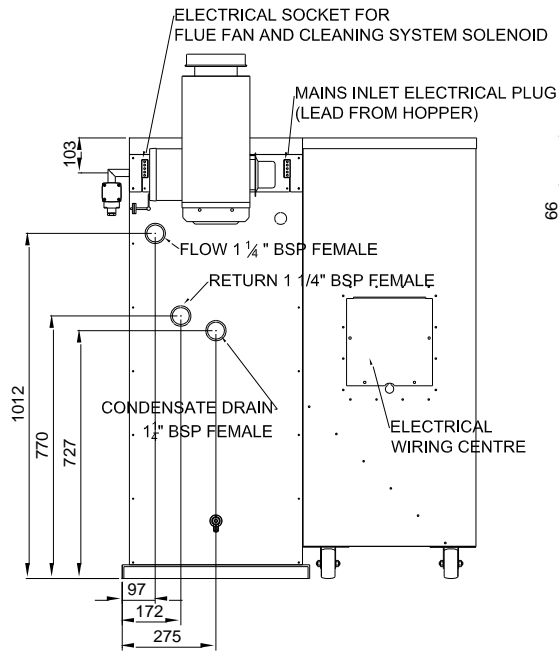 ELECTRICAL SOCKET FOR
FLUE FAN AND CLEANING SYSTEM SOLENOID
MAINS INLET ELECTRICAL PLUG
(LEAD FROM HOPPER)
103
66
FLOW 1 ¼ " BSP FEMALE
RETURN 1 1/4" BSP FEMALE
CONDENSATE DRAIN
1¼" BSP FEMALE
ELECTRICAL
WIRING CENTRE
1012
770
727
97
172
275